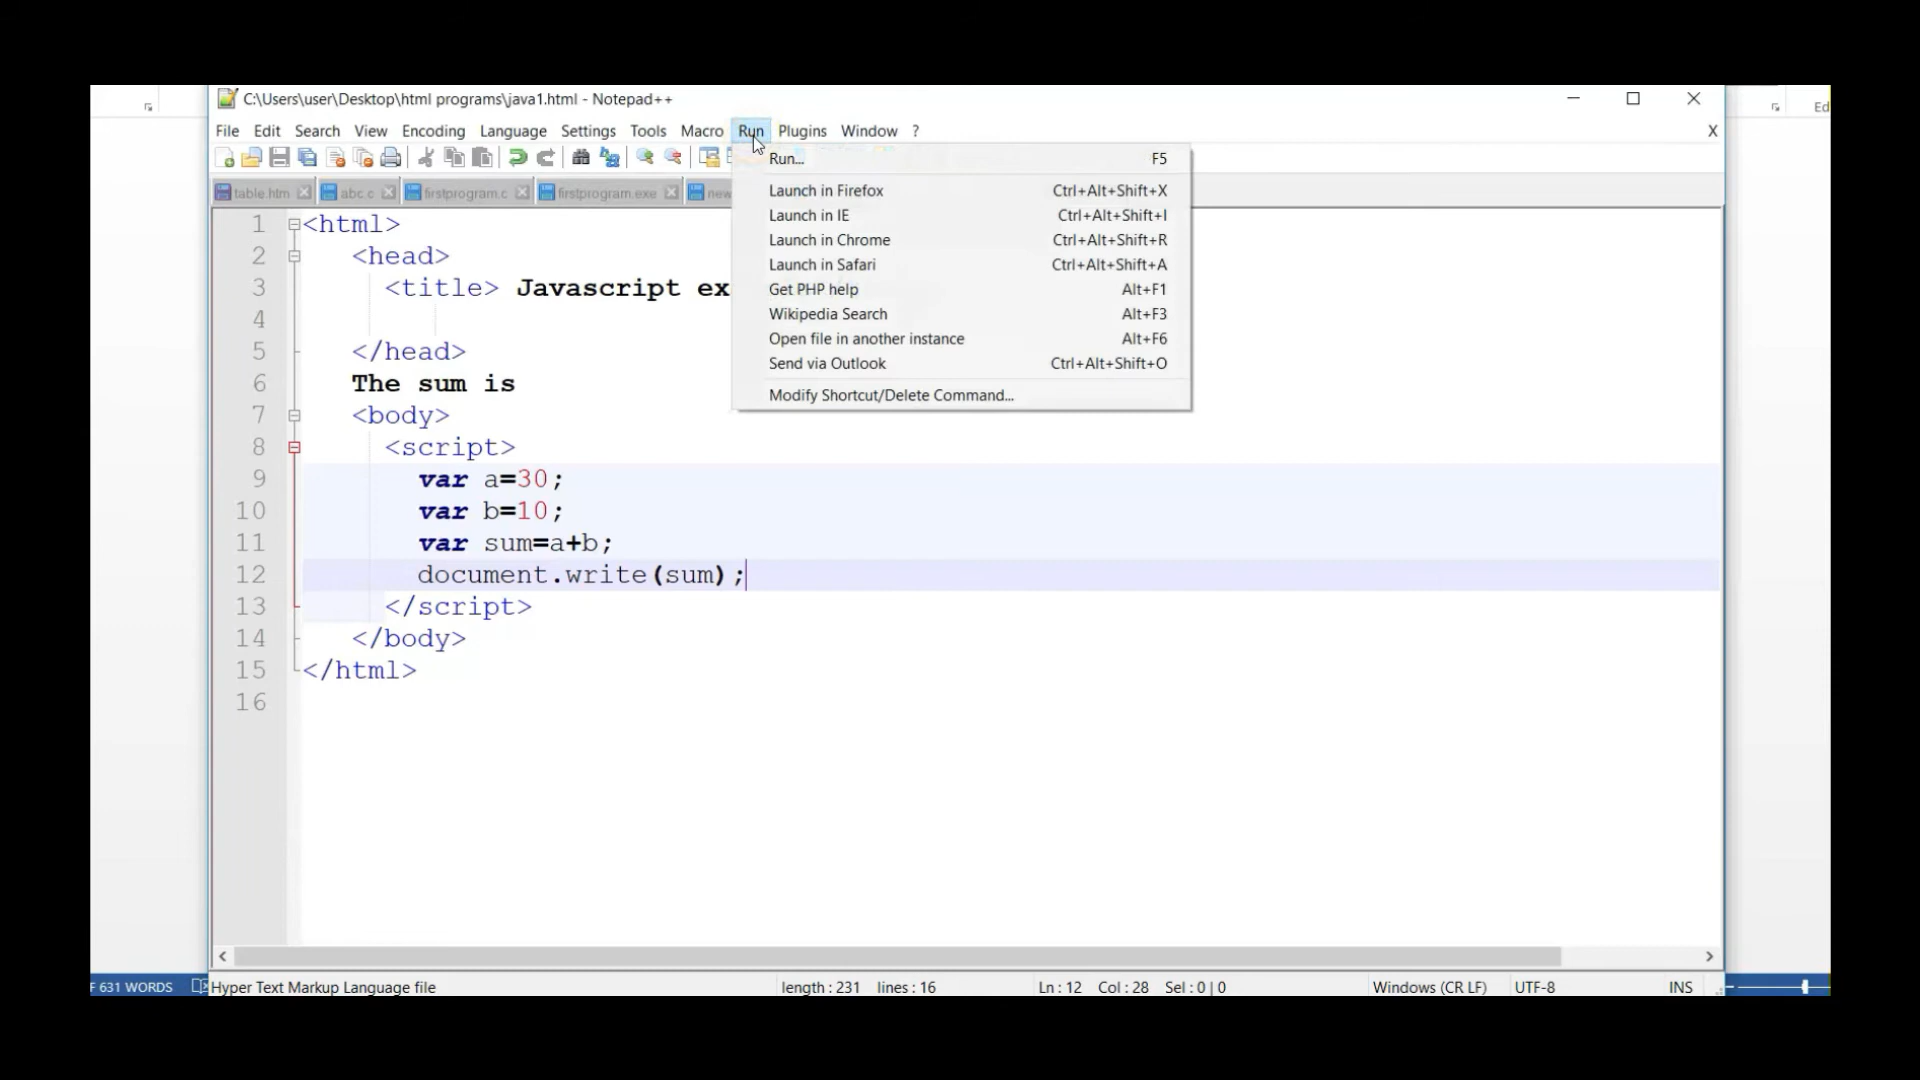 C:\Users\user\Desktop\html programs\java1.html - Notepad++
Ed
File Edit Search View Encoding Language Settings Tools Macro Run Plugins Window ? X
table.htm abc.c firstprogram.c firstprogram.exe new
Run... F5
Launch in Firefox Ctrl+Alt+Shift+X
Launch in IE Ctrl+Alt+Shift+I
Launch in Chrome Ctrl+Alt+Shift+R
Launch in Safari Ctrl+Alt+Shift+A
Get PHP help Alt+F1
Wikipedia Search Alt+F3
Open file in another instance Alt+F6
Send via Outlook Ctrl+Alt+Shift+O
Modify Shortcut/Delete Command...
1 <html>
2 <head>
3 <title> Javascript ex
4
5 </head>
6 The sum is
7 <body>
8 <script>
9 var a=30;
10 var b=10;
11 var sum=a+b;
12 document.write(sum);
13 </script>
14 </body>
15 </html>
16
F 631 WORDS
Hyper Text Markup Language file length : 231 lines : 16 Ln : 12 Col : 28 Sel : 0 | 0 Windows (CR LF) UTF-8 INS